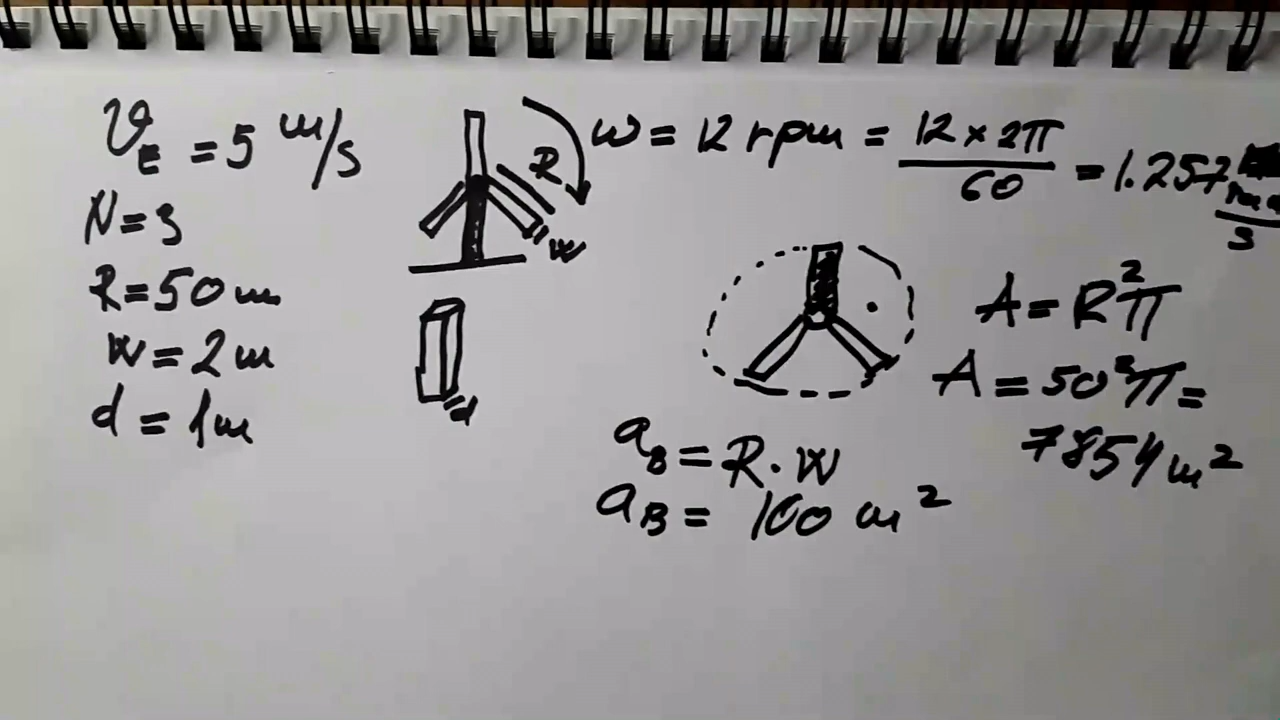 ϑ_E = 5 m/s
N = 3
R = 50 m
w = 2 m
d = 1 m
R
w
d
ω = 12 rpm = 12 × 2π / 60 = 1.257
A = R²π
A = 50²π =
7854 m²
a_B = R · W
a_B = 100 m²